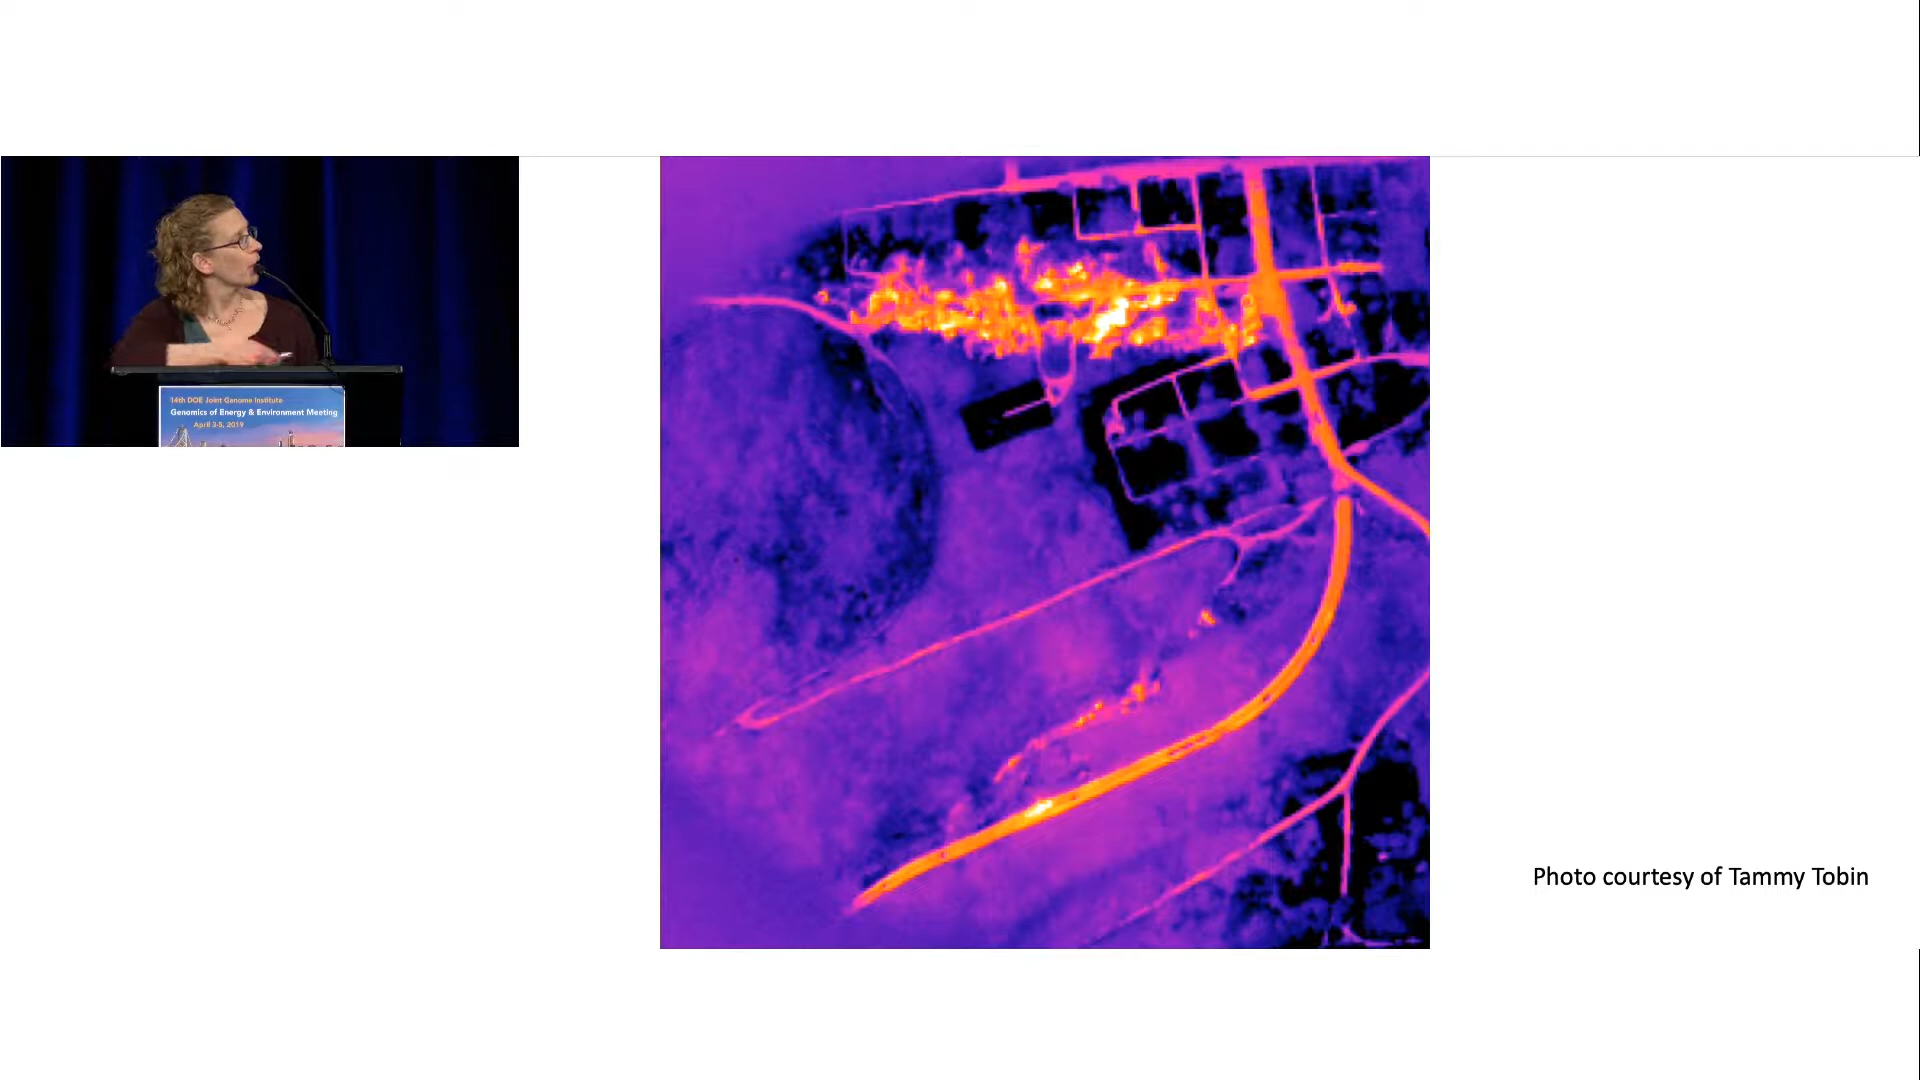 14th DOE Joint Genome Institute
Genomics of Energy & Environment Meeting
April 3-5, 2019
Photo courtesy of Tammy Tobin